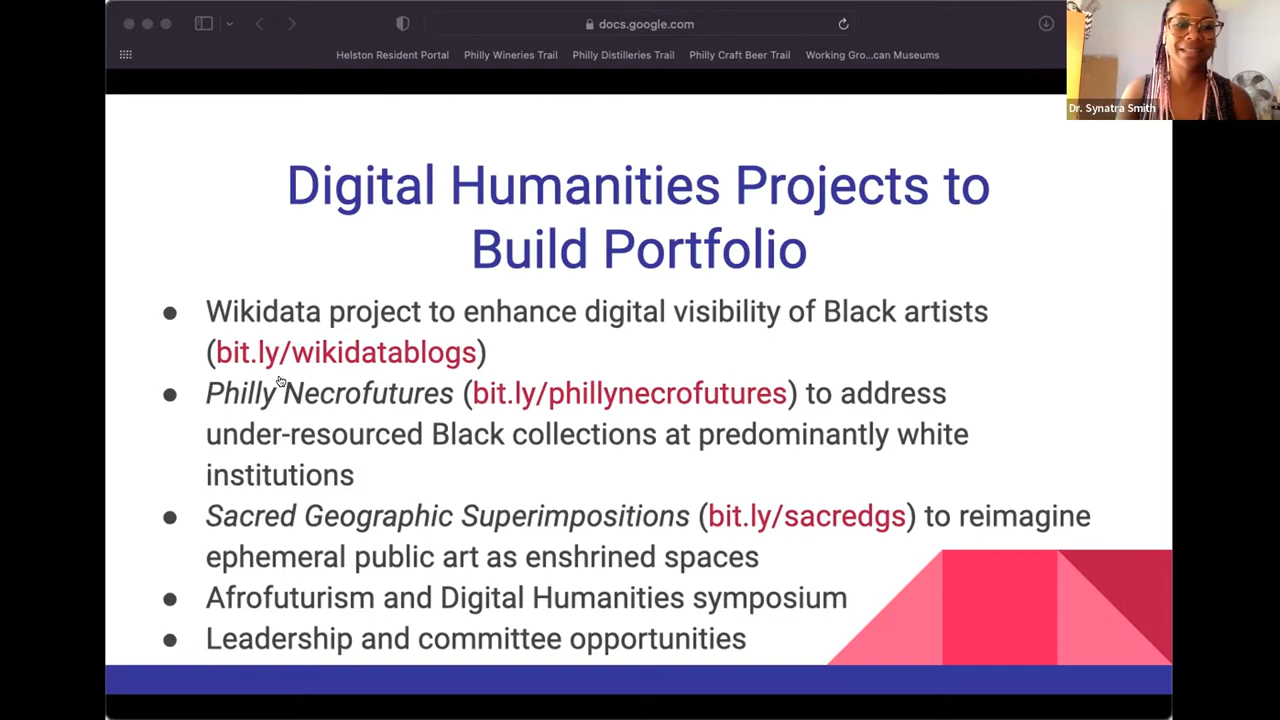 docs.google.com
Helston Resident Portal Philly Wineries Trail Philly Distilleries Trail Philly Craft Beer Trail Working Gro...can Museums
Dr. Synatra Smith
Digital Humanities Projects to
Build Portfolio
● Wikidata project to enhance digital visibility of Black artists
(bit.ly/wikidatablogs)
● Philly Necrofutures (bit.ly/phillynecrofutures) to address
under-resourced Black collections at predominantly white
institutions
● Sacred Geographic Superimpositions (bit.ly/sacredgs) to reimagine
ephemeral public art as enshrined spaces
● Afrofuturism and Digital Humanities symposium
● Leadership and committee opportunities